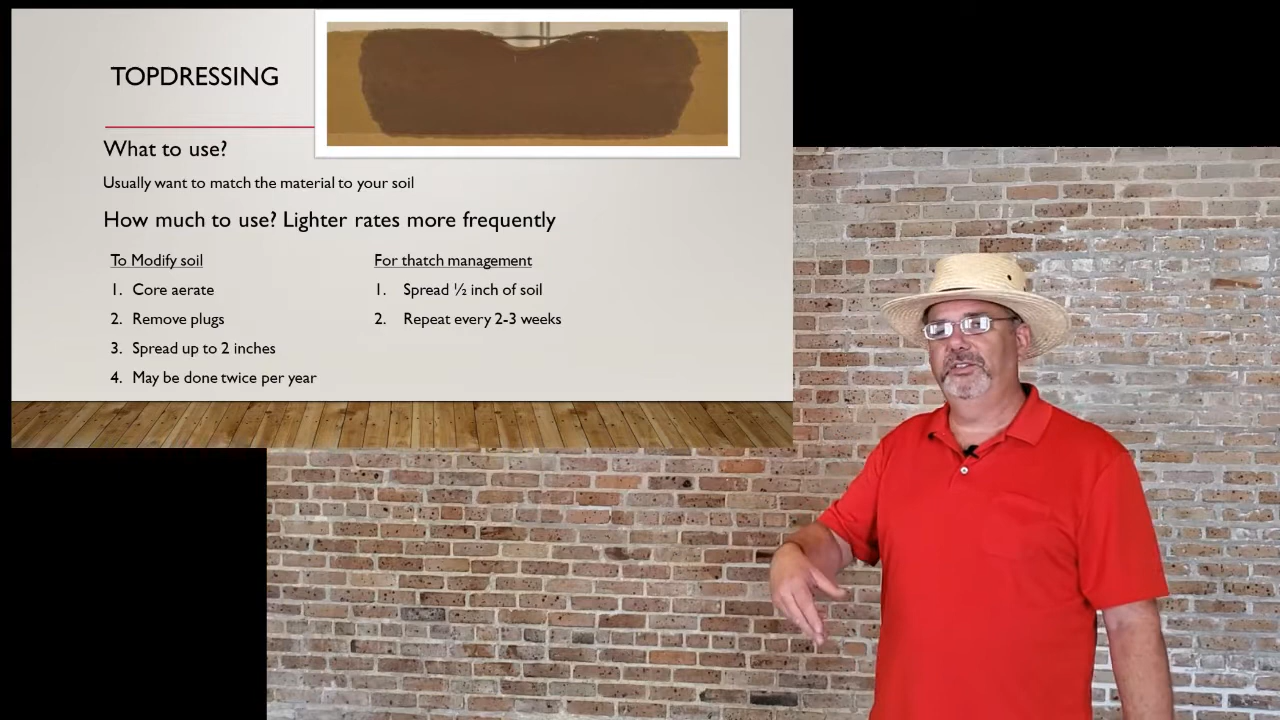 TOPDRESSING
What to use?
Usually want to match the material to your soil
How much to use? Lighter rates more frequently
To Modify soil
1. Core aerate
2. Remove plugs
3. Spread up to 2 inches
4. May be done twice per year
For thatch management
1. Spread ½ inch of soil
2. Repeat every 2-3 weeks